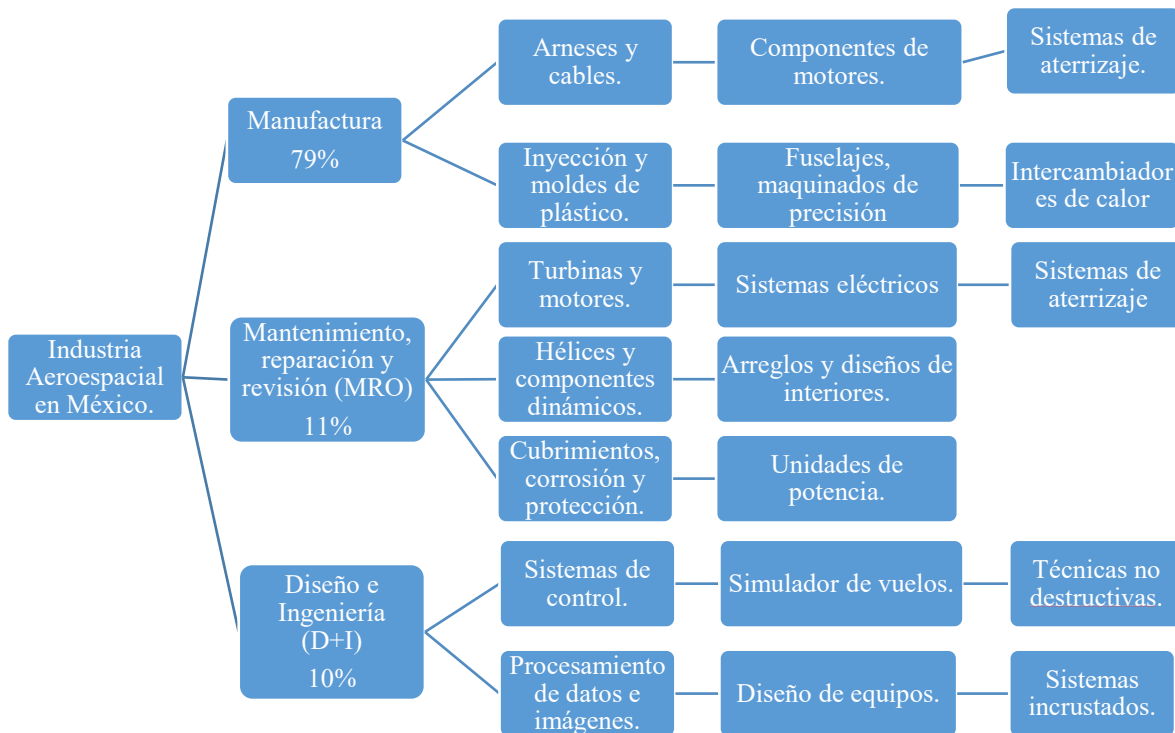 Industria
Aeroespacial
en México.
Manufactura
79%
Arneses y
cables.
Componentes de
motores.
Sistemas de
aterrizaje.
Inyección y
moldes de
plástico.
Fuselajes,
maquinados de
precisión
Intercambiador
es de calor
Mantenimiento,
reparación y
revisión (MRO)
11%
Turbinas y
motores.
Sistemas eléctricos
Sistemas de
aterrizaje
Hélices y
componentes
dinámicos.
Arreglos y diseños de
interiores.
Cubrimientos,
corrosión y
protección.
Unidades de
potencia.
Diseño e
Ingeniería
(D+I)
10%
Sistemas de
control.
Simulador de vuelos.
Técnicas no
destructivas.
Procesamiento
de datos e
imágenes.
Diseño de equipos.
Sistemas
incrustados.